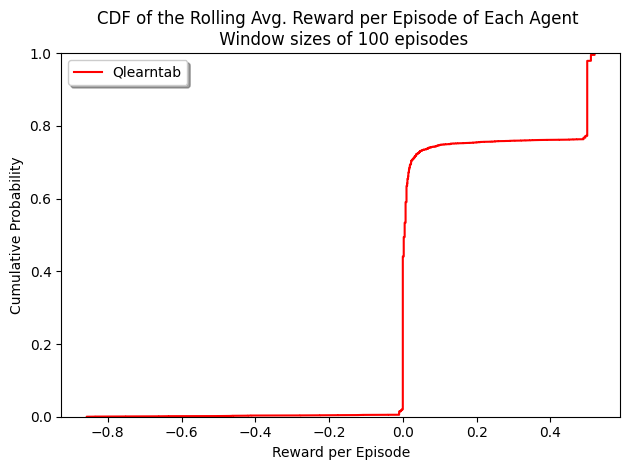 CDF of the Rolling Avg. Reward per Episode of Each Agent
Window sizes of 100 episodes
Qlearntab
Cumulative Probability
1.0
0.8
0.6
0.4
0.2
0.0
−0.8 −0.6 −0.4 −0.2 0.0 0.2 0.4
Reward per Episode